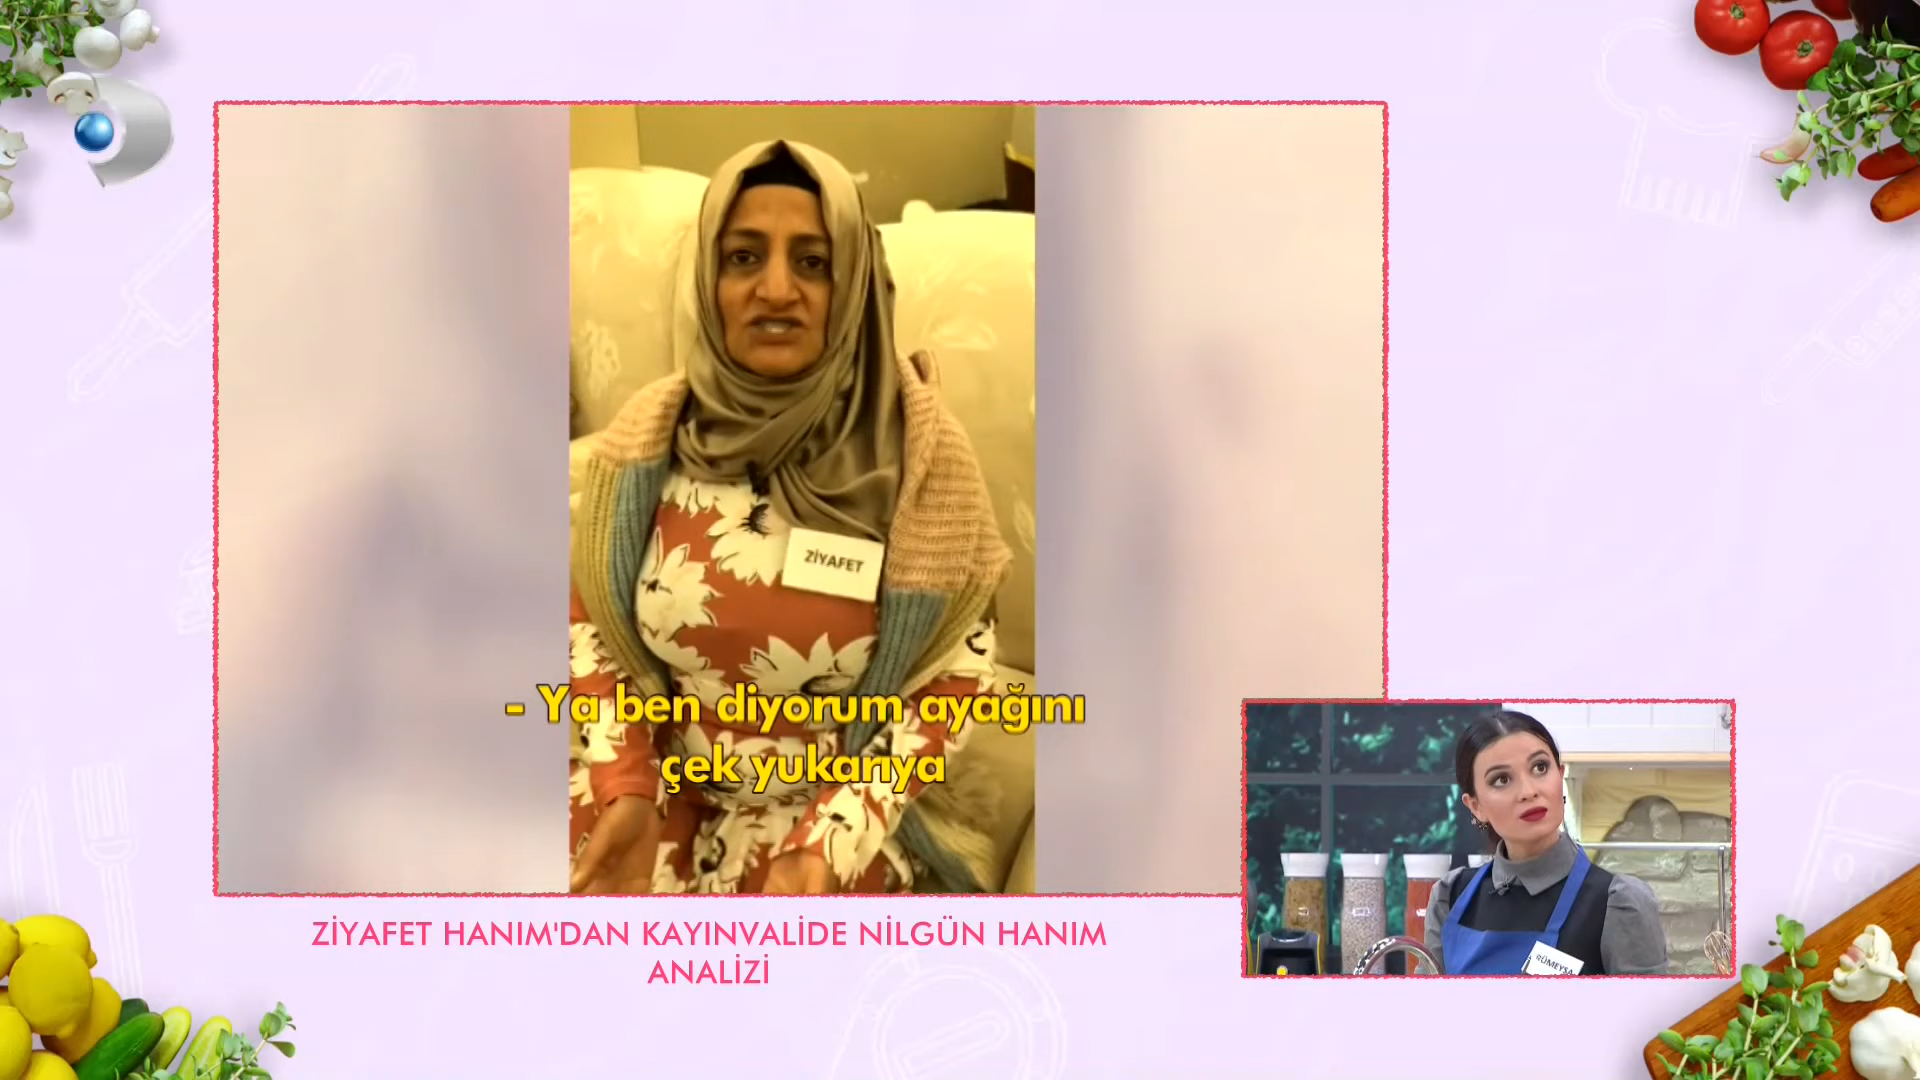 ZİYAFET
- Ya ben diyorum ayağını
çek yukarıya
RÜMEYSA
ZİYAFET HANIM'DAN KAYINVALİDE NİLGÜN HANIM
ANALİZİ